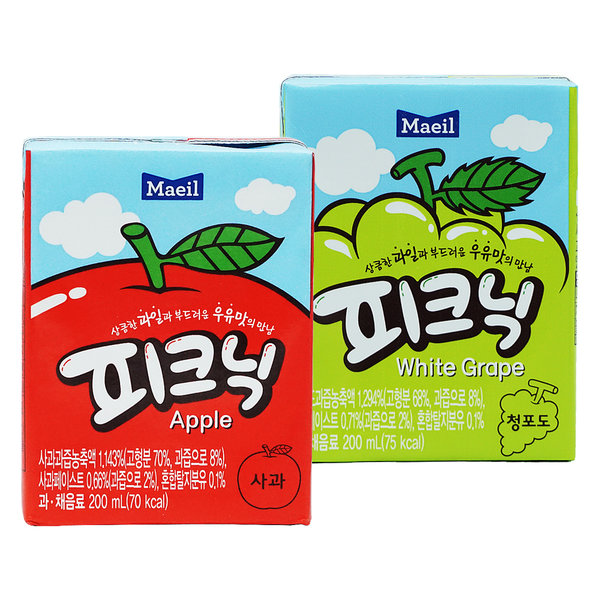 Maeil
상큼한 과일과 부드러운 우유맛의 만남
피크닉
Apple
사과과즙농축액 1,143%(고형분 70%, 과즙으로 8%),
사과페이스트 0,66%(과즙으로 2%), 혼합탈지분유 0,1%
과·채음료 200 mL(70 kcal)
사과
Maeil
상큼한 과일과 부드러운 우유맛의 만남
피크닉
White Grape
도과즙농축액 1,294%(고형분 68%, 과즙으로 8%),
페이스트 0,71%(과즙으로 2%), 혼합탈지분유 0,1%
채음료 200 mL(75 kcal)
청포도